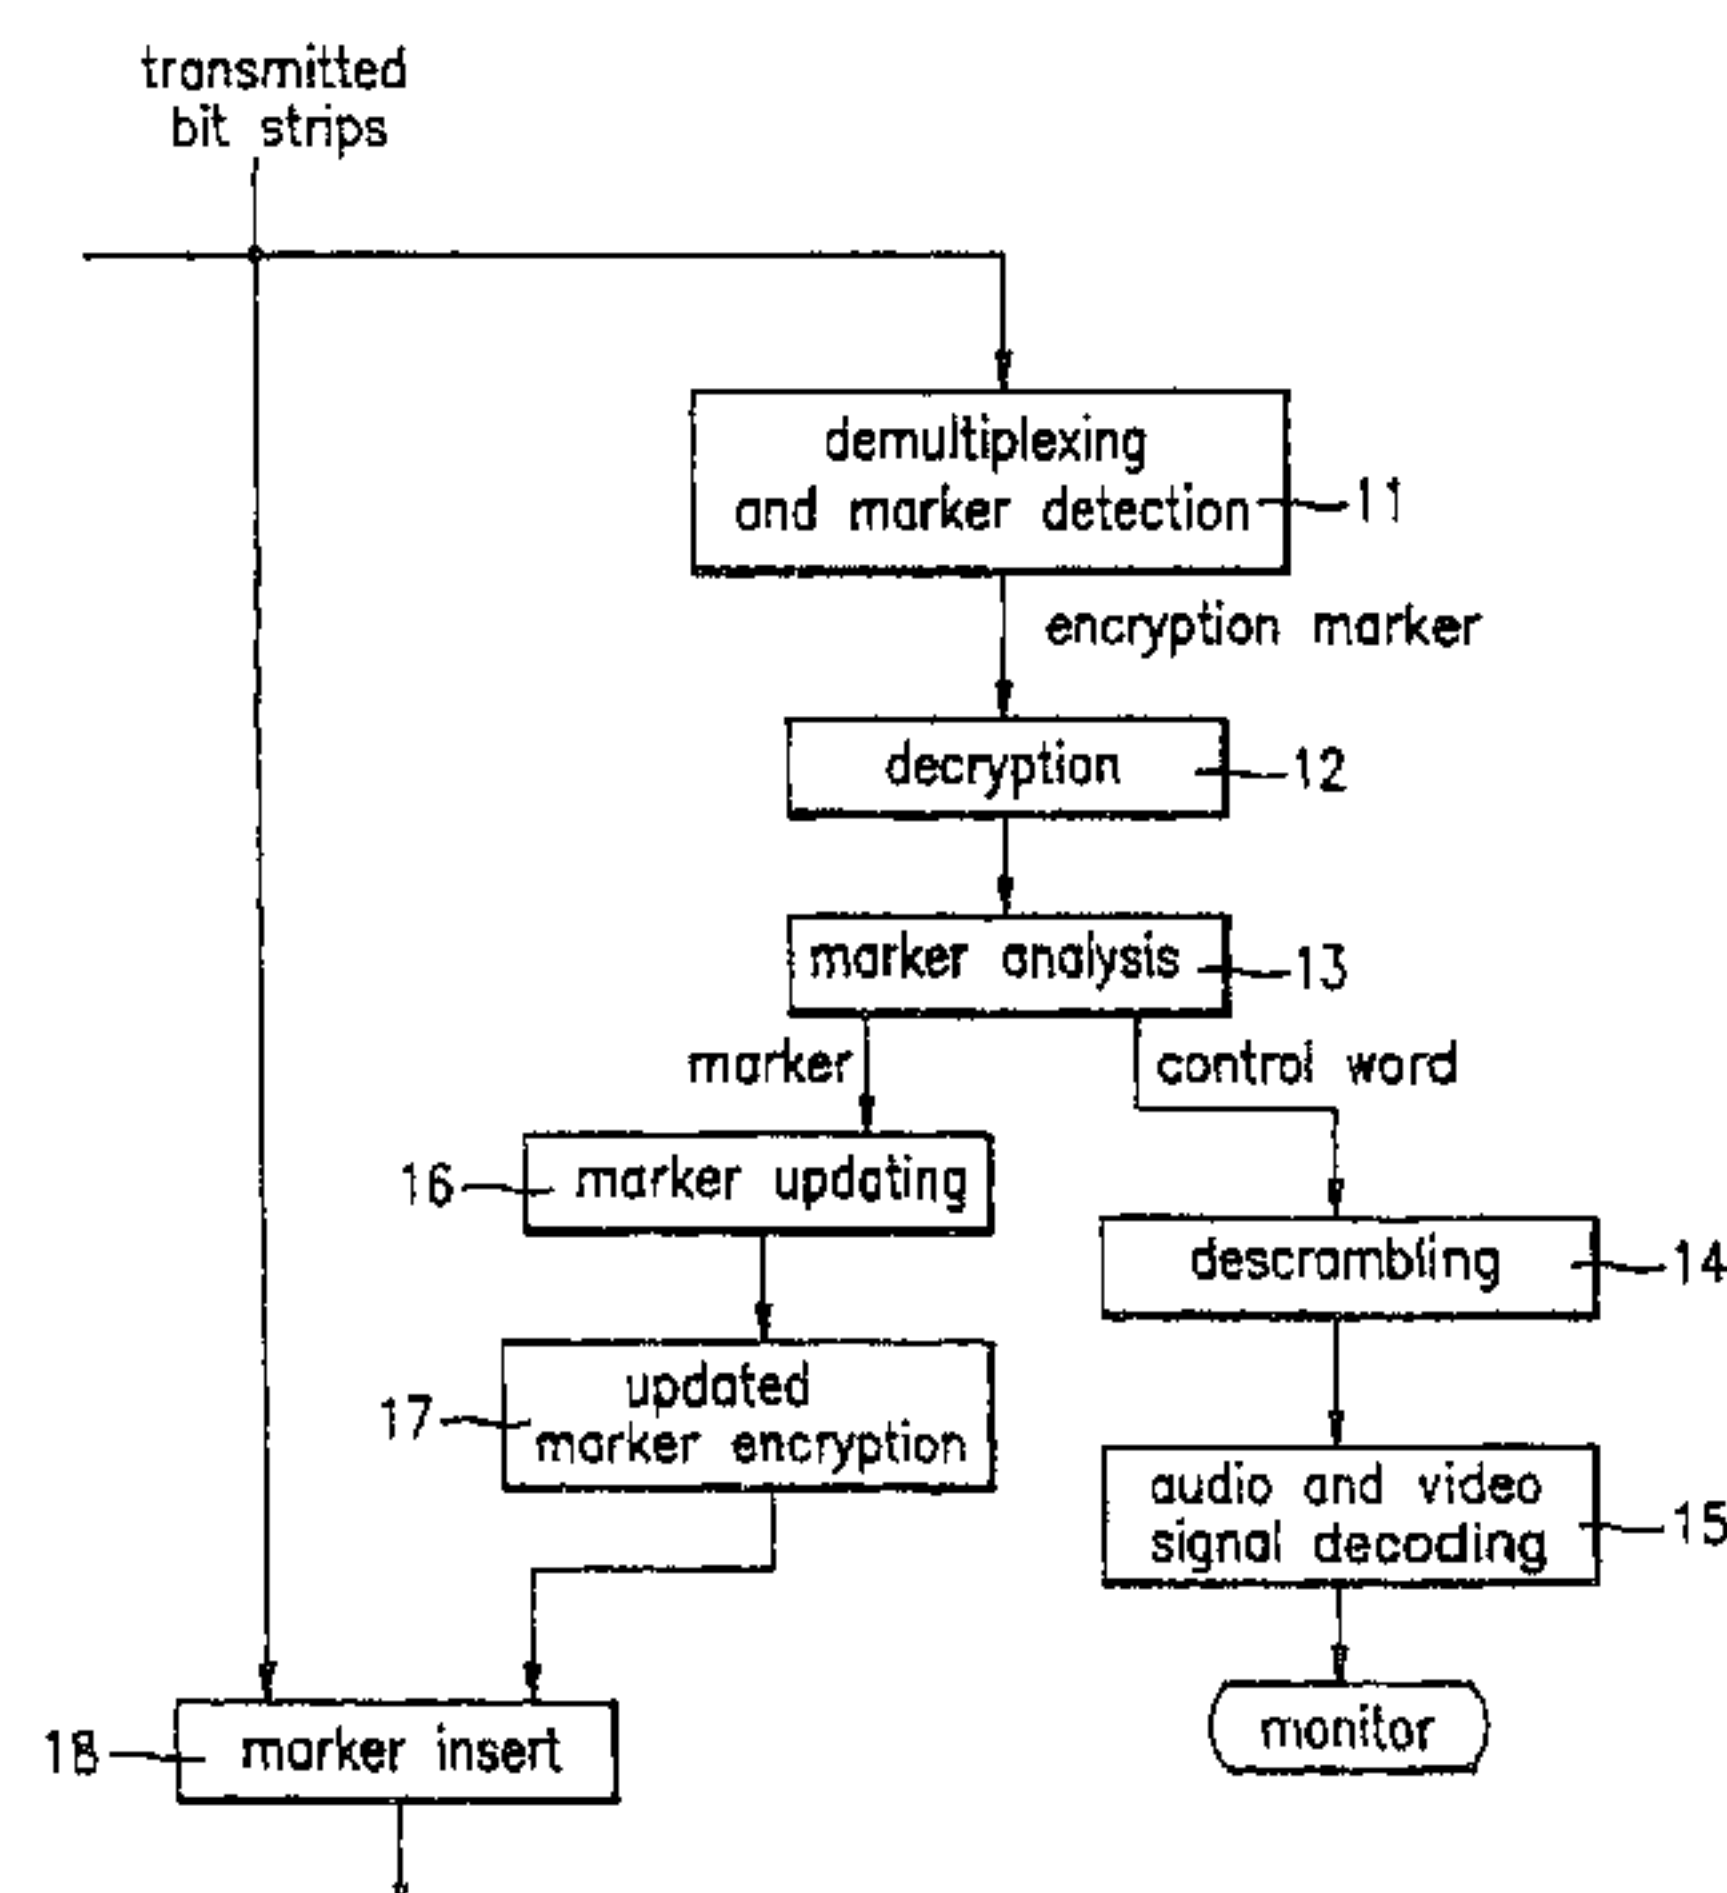 transmitted
bit strips
demultiplexing
and marker detection
11
encryption marker
decryption
12
marker analysis
13
marker
control word
16
marker updating
descrambling
14
updated
17
marker encryption
audio and video
signal decoding
15
18
marker insert
monitor